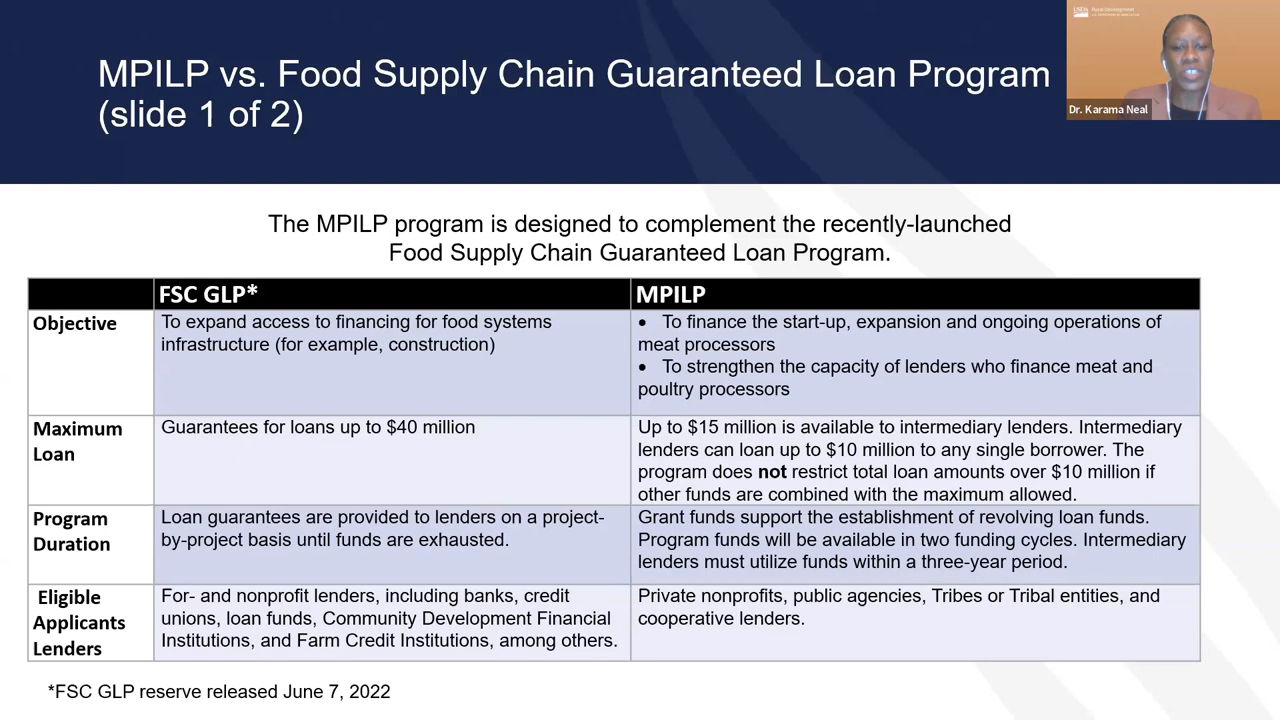 MPILP vs. Food Supply Chain Guaranteed Loan Program
(slide 1 of 2)
USDA Rural Development
Dr. Karama Neal
The MPILP program is designed to complement the recently-launched
Food Supply Chain Guaranteed Loan Program.
FSC GLP*
MPILP
Objective
To expand access to financing for food systems
infrastructure (for example, construction)
• To finance the start-up, expansion and ongoing operations of
meat processors
• To strengthen the capacity of lenders who finance meat and
poultry processors
Maximum
Loan
Guarantees for loans up to $40 million
Up to $15 million is available to intermediary lenders. Intermediary
lenders can loan up to $10 million to any single borrower. The
program does not restrict total loan amounts over $10 million if
other funds are combined with the maximum allowed.
Program
Duration
Loan guarantees are provided to lenders on a project-
by-project basis until funds are exhausted.
Grant funds support the establishment of revolving loan funds.
Program funds will be available in two funding cycles. Intermediary
lenders must utilize funds within a three-year period.
Eligible
Applicants
Lenders
For- and nonprofit lenders, including banks, credit
unions, loan funds, Community Development Financial
Institutions, and Farm Credit Institutions, among others.
Private nonprofits, public agencies, Tribes or Tribal entities, and
cooperative lenders.
*FSC GLP reserve released June 7, 2022